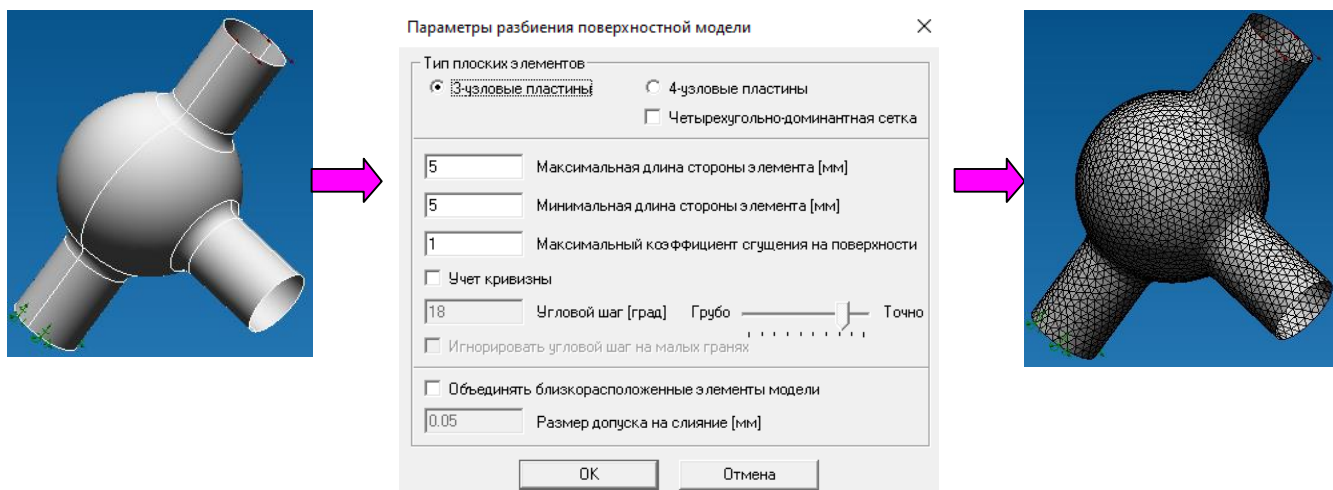 Параметры разбиения поверхностной модели
Тип плоских элементов
3-узловые пластины 4-узловые пластины
Четырехугольно-доминантная сетка
5 Максимальная длина стороны элемента [мм]
5 Минимальная длина стороны элемента [мм]
1 Максимальный коэффициент сгущения на поверхности
Учет кривизны
18 Угловой шаг [град] Грубо Точно
Игнорировать угловой шаг на малых гранях
Объединять близкорасположенные элементы модели
0.05 Размер допуска на слияние [мм]
OK Отмена